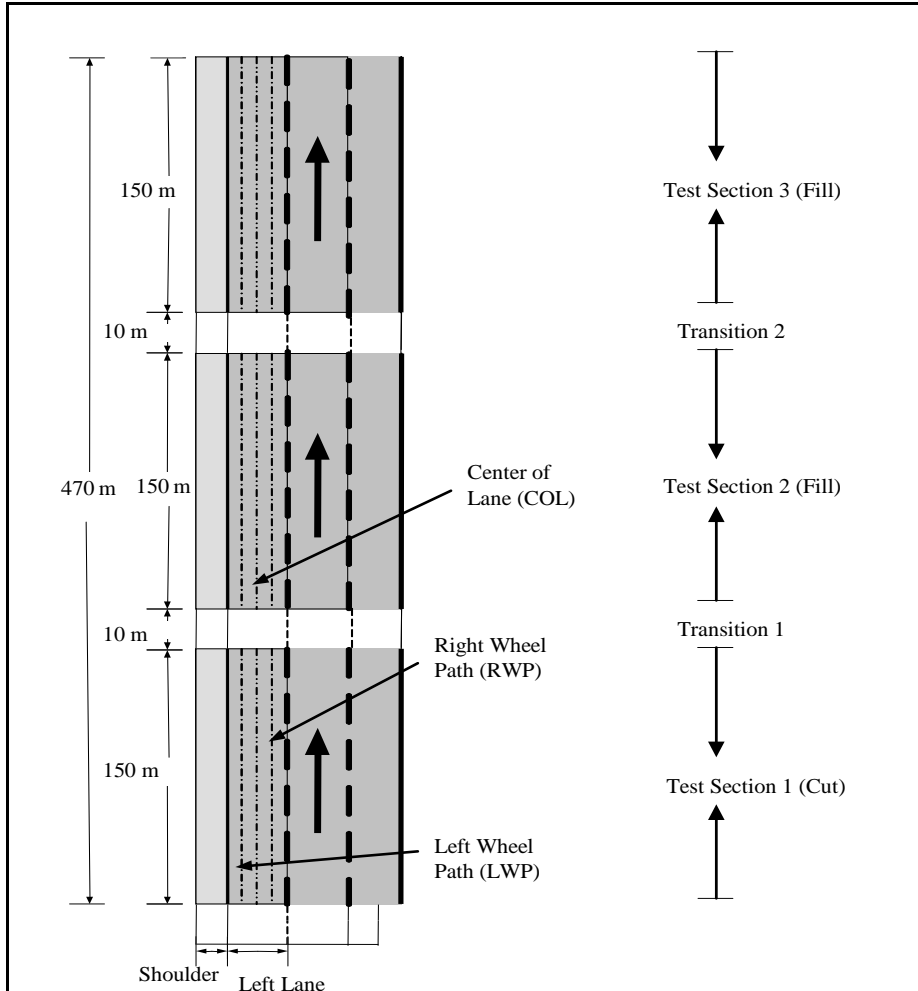 150 m
Test Section 3 (Fill)
10 m
Transition 2
470 m
150 m
Center of
Lane (COL)
Test Section 2 (Fill)
10 m
Transition 1
Right Wheel
Path (RWP)
150 m
Test Section 1 (Cut)
Left Wheel
Path (LWP)
Shoulder
Left Lane